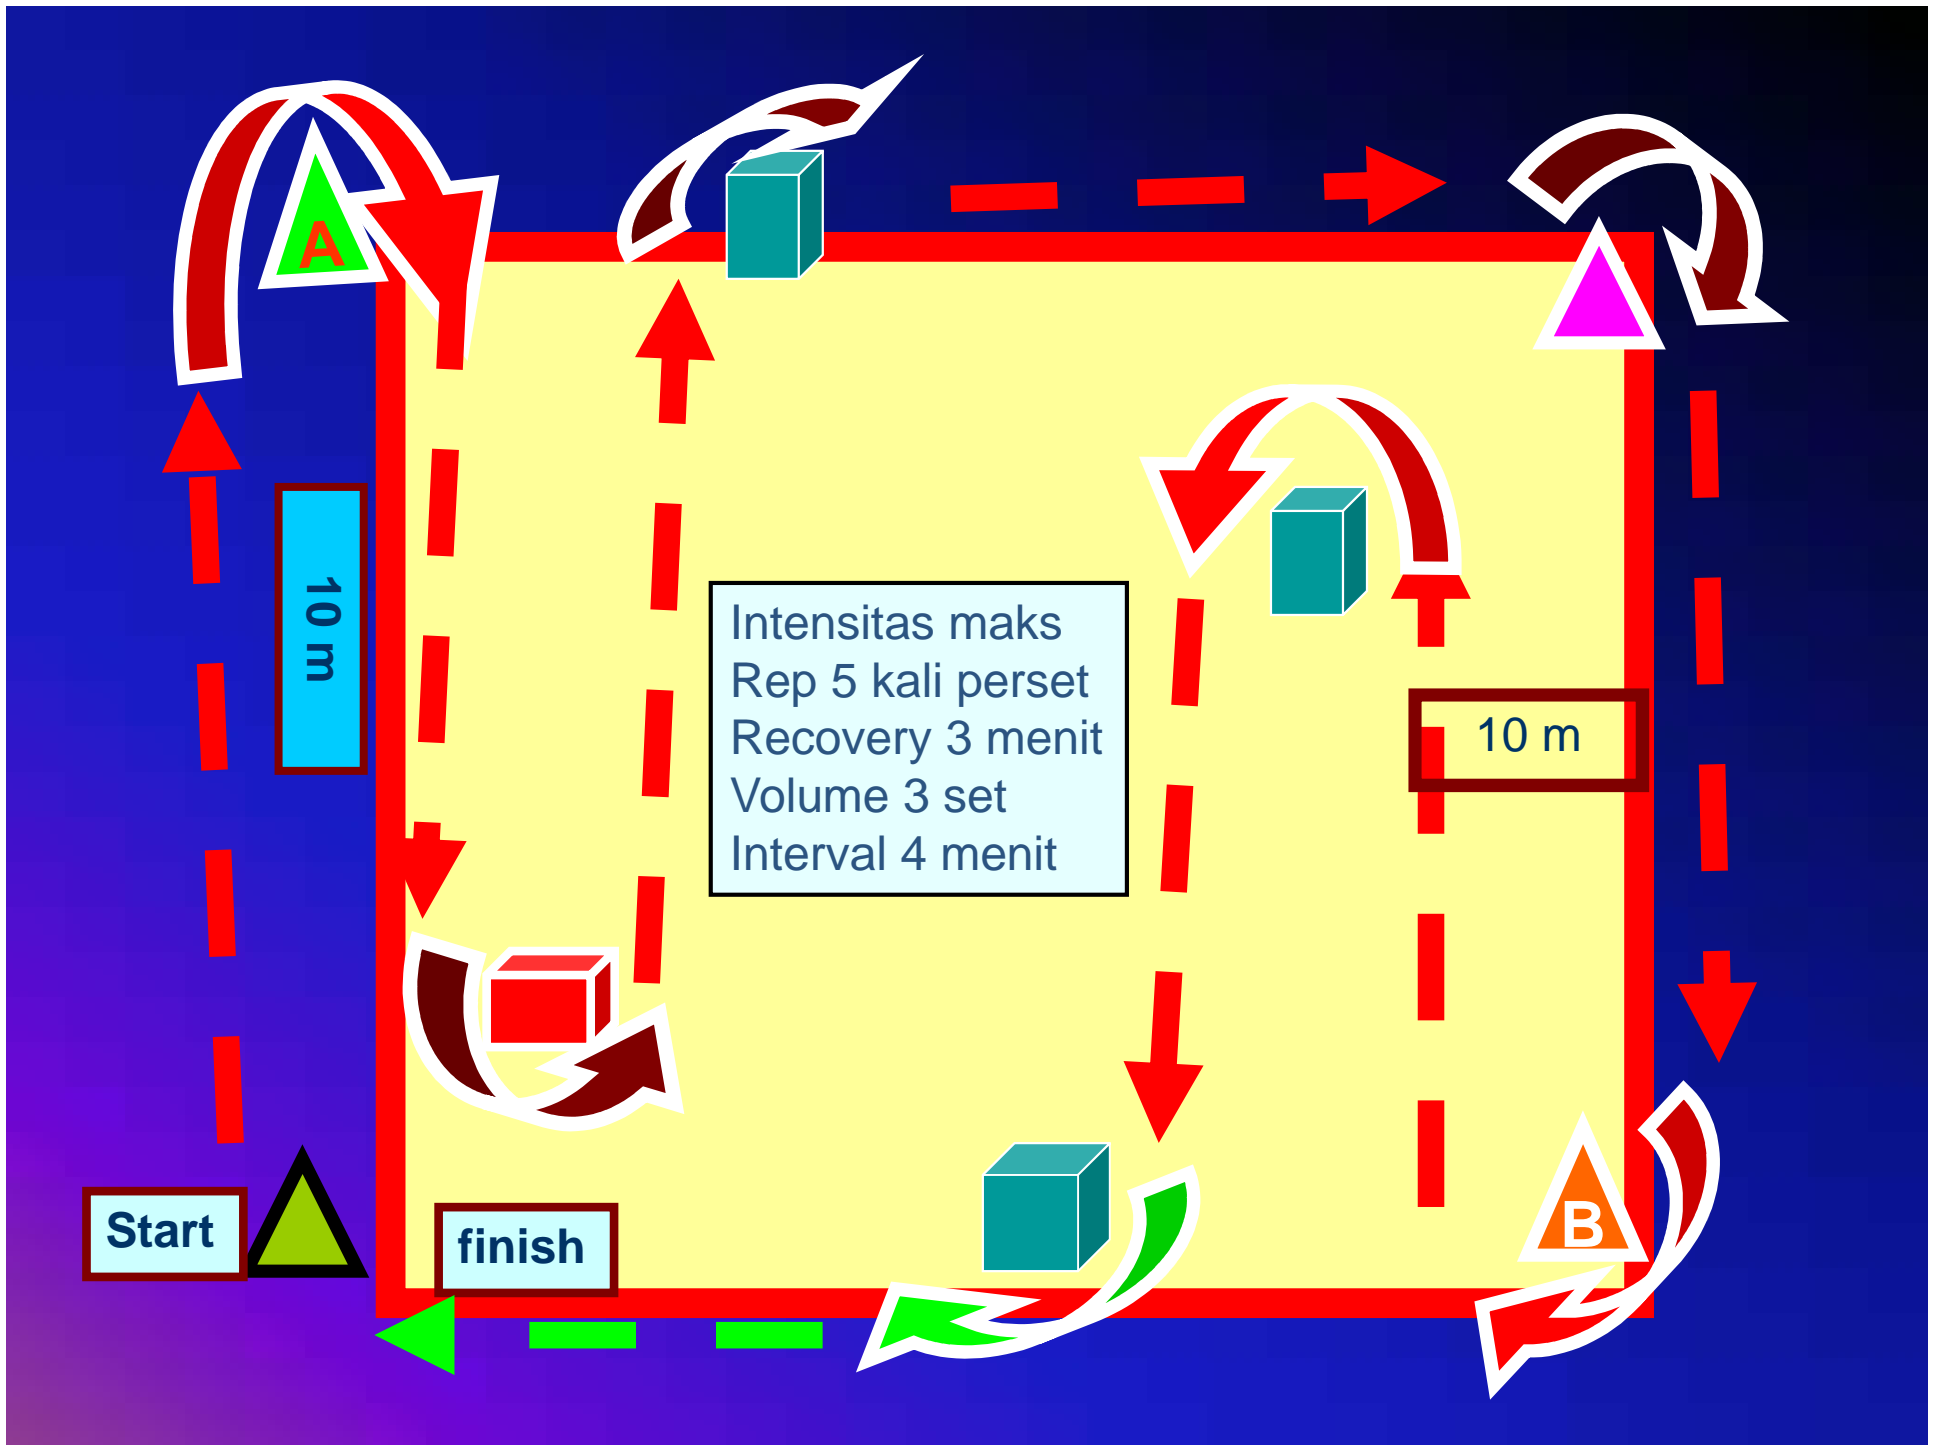 A
10 m
Intensitas maks
Rep 5 kali perset
Recovery 3 menit
Volume 3 set
Interval 4 menit
10 m
Start
finish
B